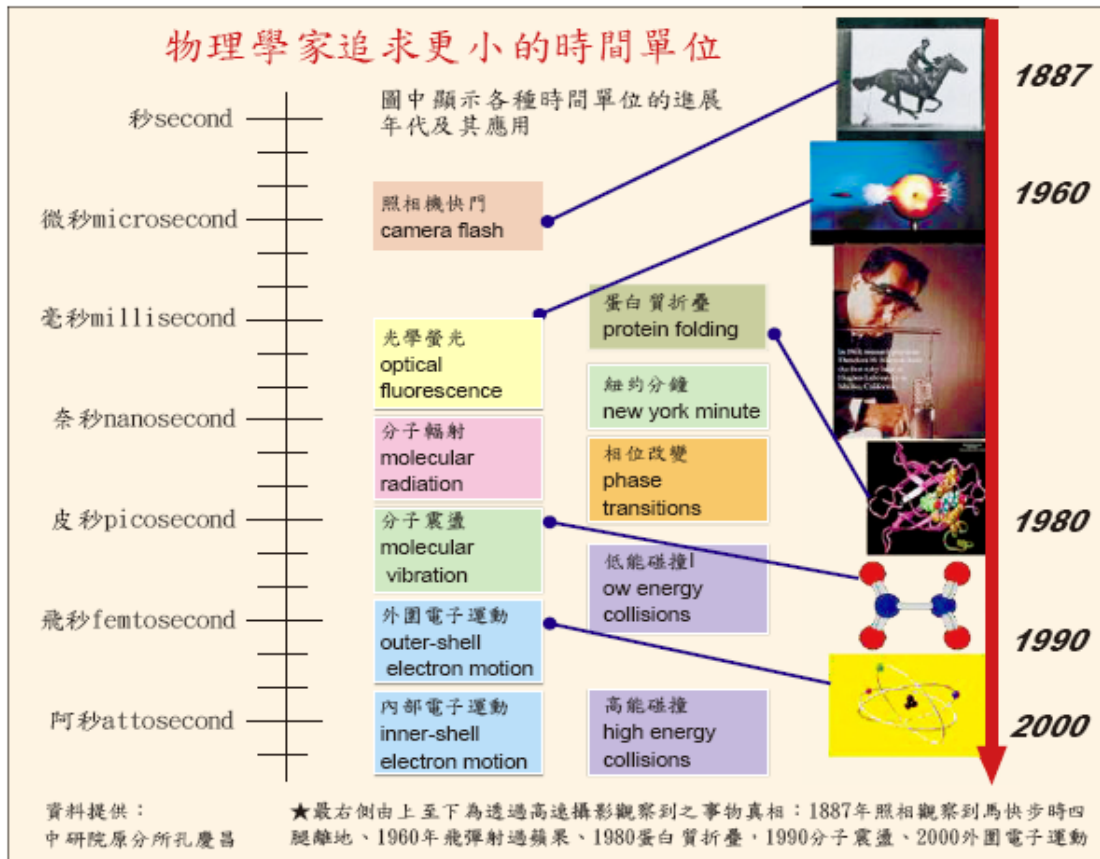 物理學家追求更小的時間單位
圖中顯示各種時間單位的進展
年代及其應用
秒second
微秒microsecond
毫秒millisecond
奈秒nanosecond
皮秒picosecond
飛秒femtosecond
阿秒attosecond
照相機快門
camera flash
光學螢光
optical
fluorescence
分子輻射
molecular
radiation
分子震盪
molecular
vibration
外圍電子運動
outer-shell
electron motion
內部電子運動
inner-shell
electron motion
蛋白質折疊
protein folding
紐約分鐘
new york minute
相位改變
phase
transitions
低能碰撞l
ow energy
collisions
高能碰撞
high energy
collisions
1887
1960
1980
1990
2000
資料提供：
中研院原分所孔慶昌
★最右側由上至下為透過高速攝影觀察到之事物真相：1887年照相觀察到馬快步時四
腿離地、1960年飛彈射過蘋果、1980蛋白質折疊，1990分子震盪、2000外圍電子運動